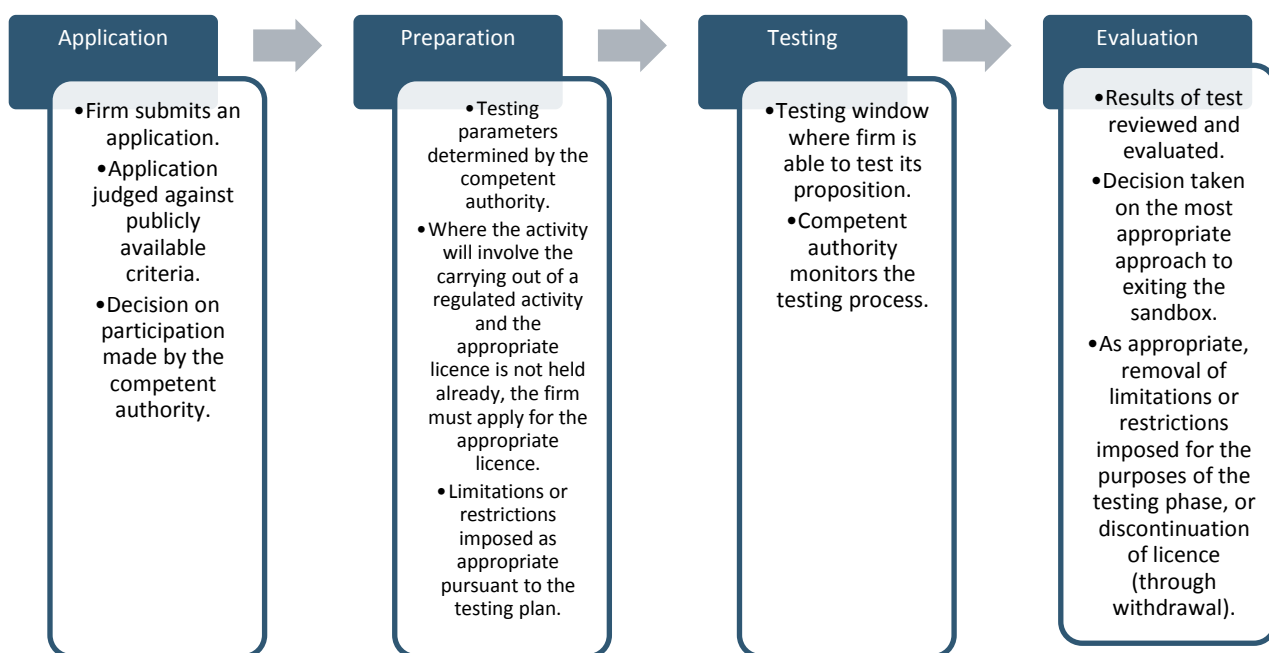 Application
•Firm submits an
application.
•Application
judged against
publicly
available
criteria.
•Decision on
participation
made by the
competent
authority.
Preparation
•Testing
parameters
determined by the
competent
authority.
•Where the activity
will involve the
carrying out of a
regulated activity
and the
appropriate
licence is not held
already, the firm
must apply for the
appropriate
licence.
•Limitations or
restrictions
imposed as
appropriate
pursuant to the
testing plan.
Testing
•Testing window
where firm is
able to test its
proposition.
•Competent
authority
monitors the
testing process.
Evaluation
•Results of test
reviewed and
evaluated.
•Decision taken
on the most
appropriate
approach to
exiting the
sandbox.
•As appropriate,
removal of
limitations or
restrictions
imposed for the
purposes of the
testing phase, or
discontinuation
of licence
(through
withdrawal).